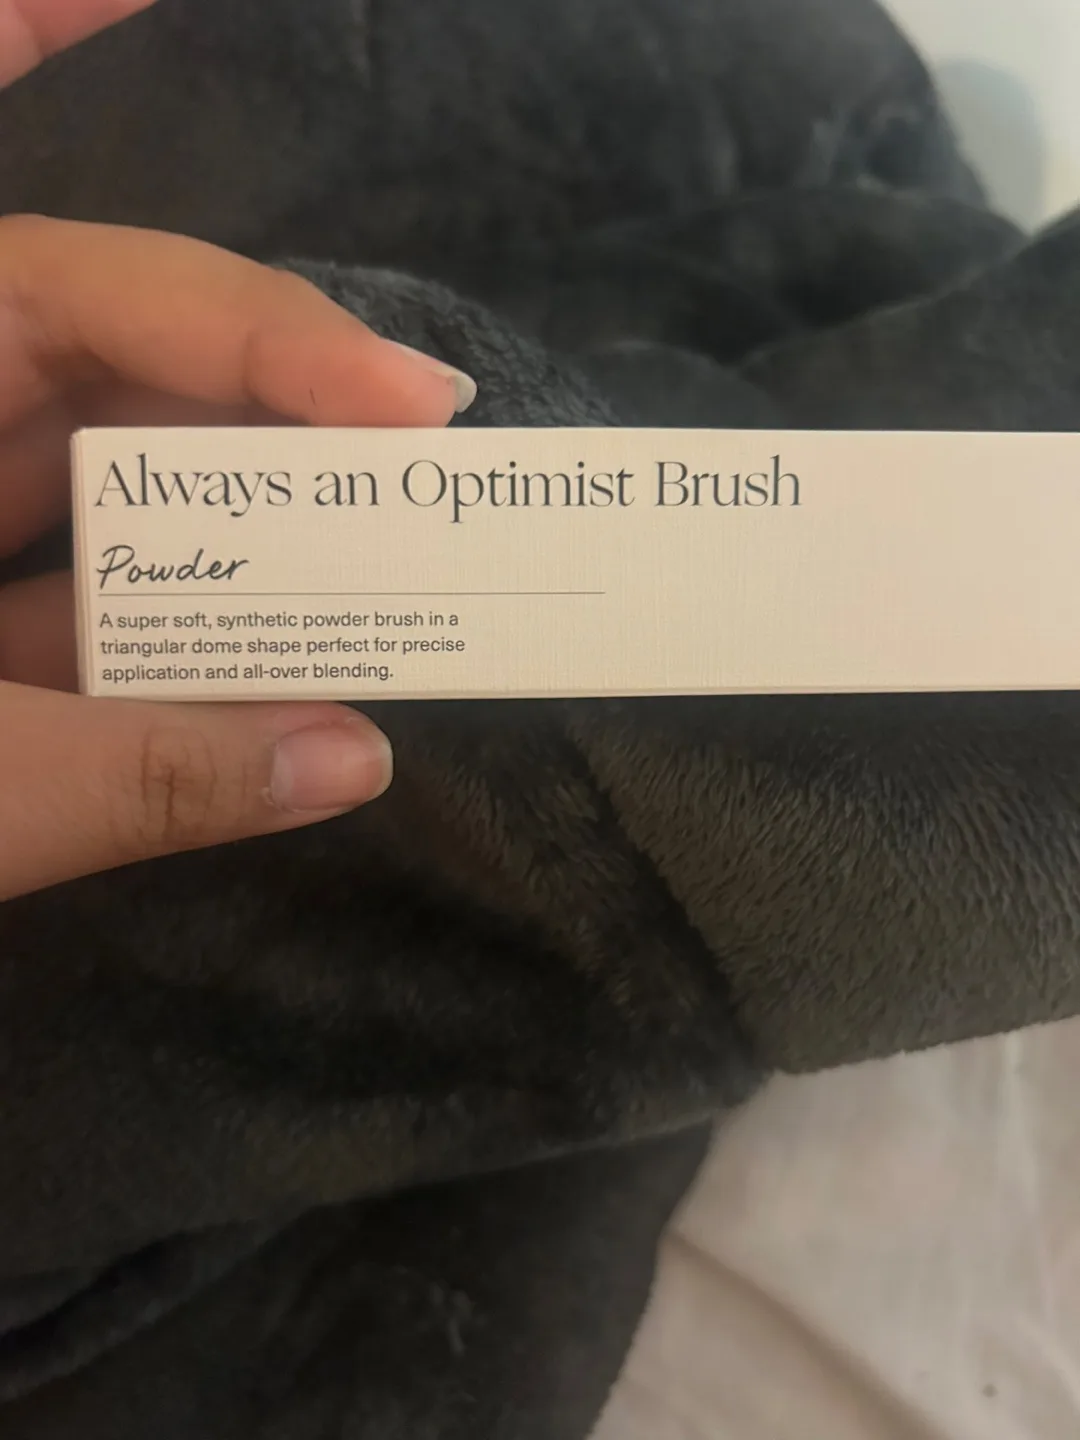 Always an Optimist Brush
Powder
A super soft, synthetic powder brush in a
triangular dome shape perfect for precise
application and all-over blending.